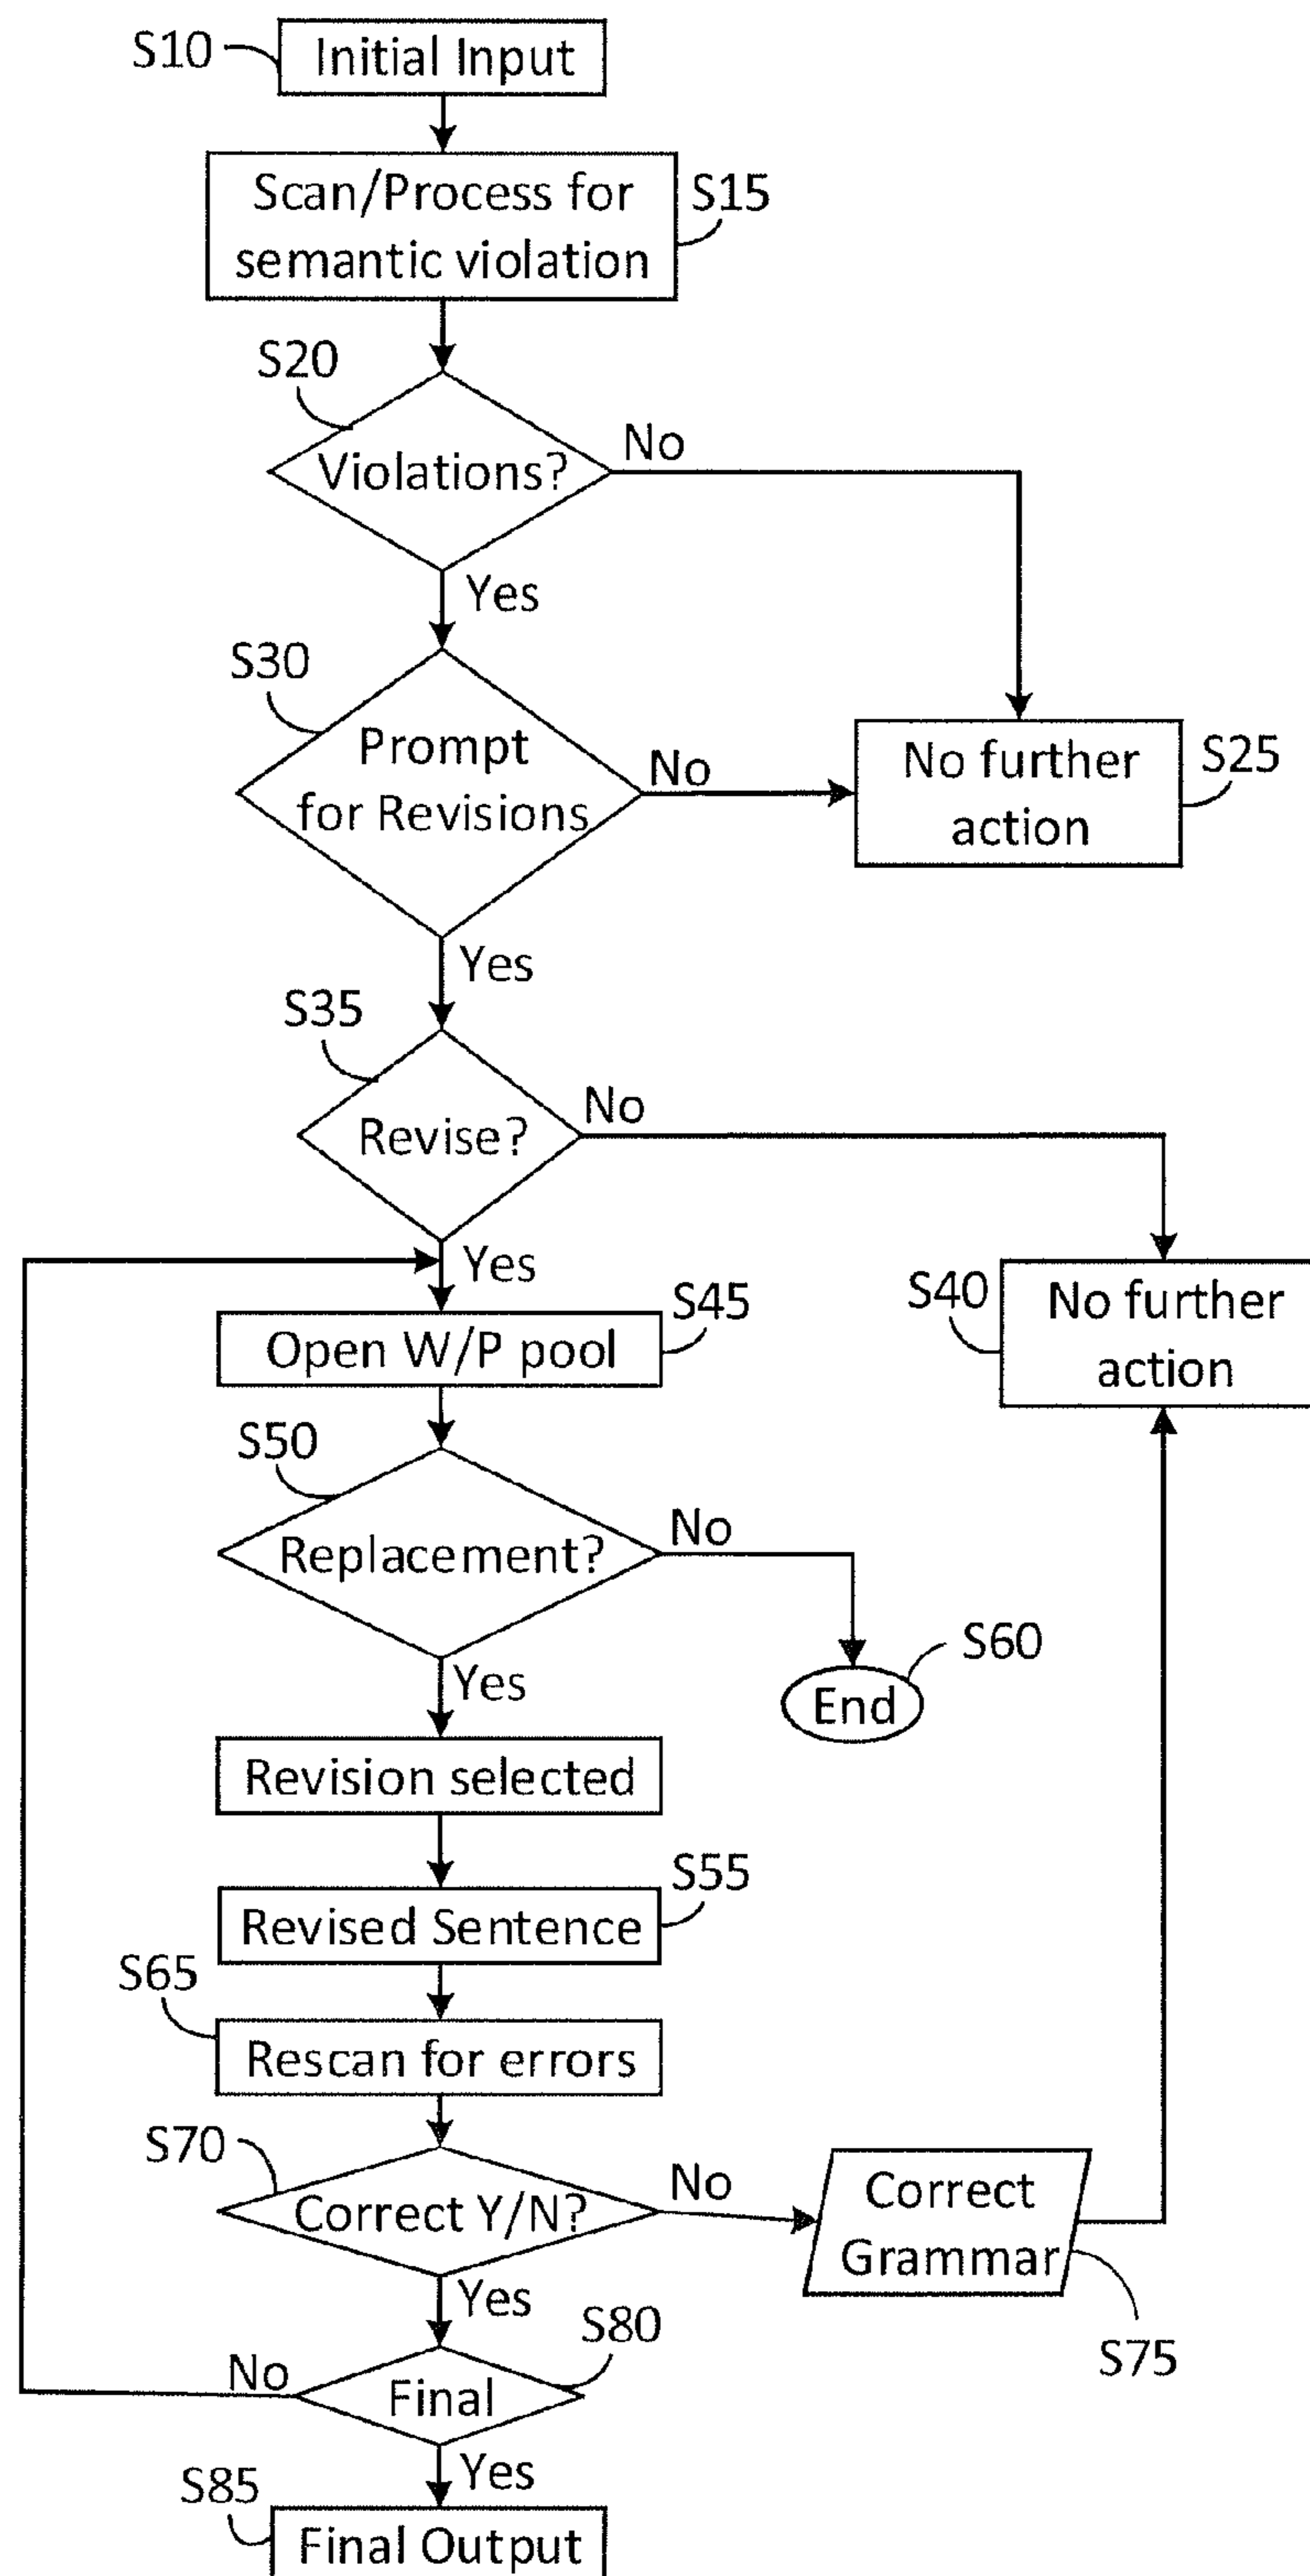 S10
Initial Input
Scan/Process for
semantic violation
S15
S20
Violations?
No
Yes
S30
Prompt
for Revisions
No
No further
action
S25
Yes
S35
Revise?
No
Yes
S40
No further
action
Open W/P pool
S45
S50
Replacement?
No
S60
End
Yes
Revision selected
S55
Revised Sentence
S65
Rescan for errors
S70
Correct Y/N?
No
Correct
Grammar
S75
Yes
S80
No
Final
Yes
S85
Final Output